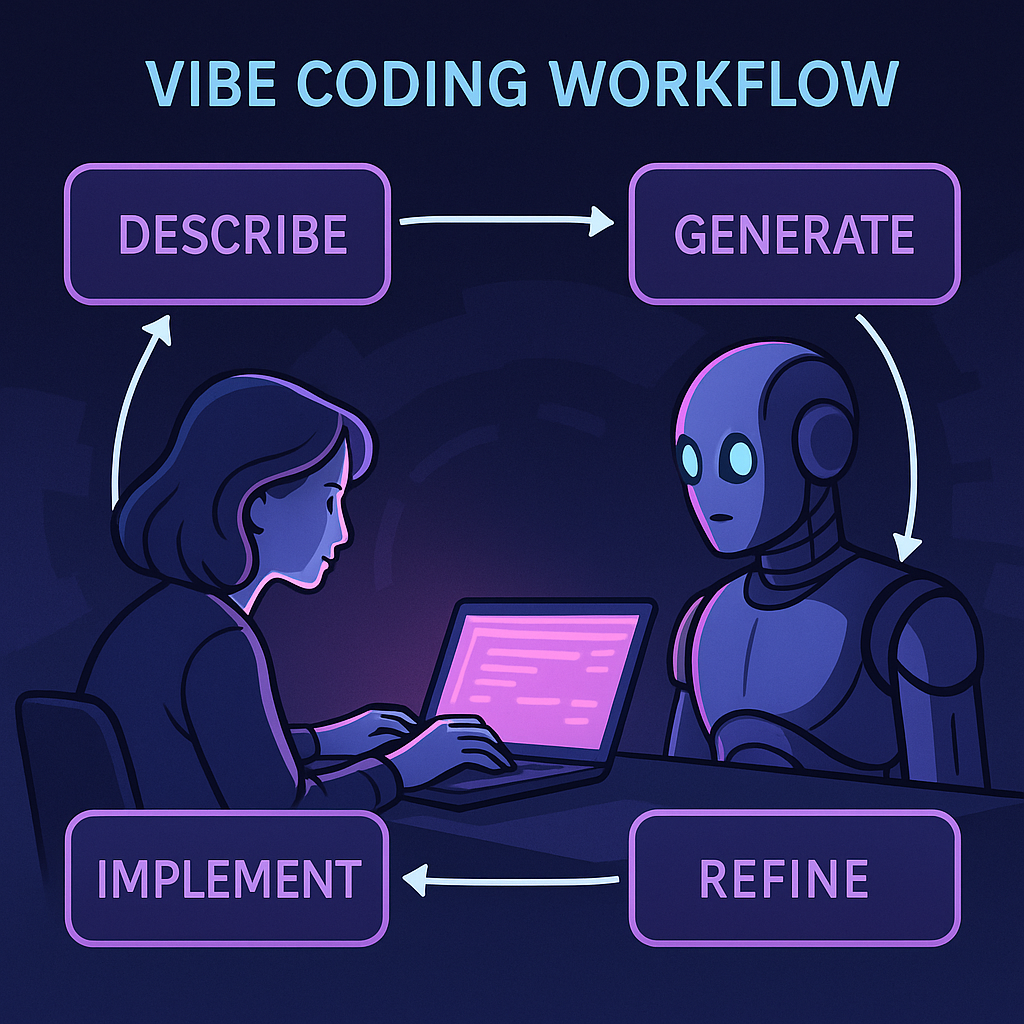 VIBE CODING WORKFLOW
DESCRIBE
GENERATE
IMPLEMENT
REFINE